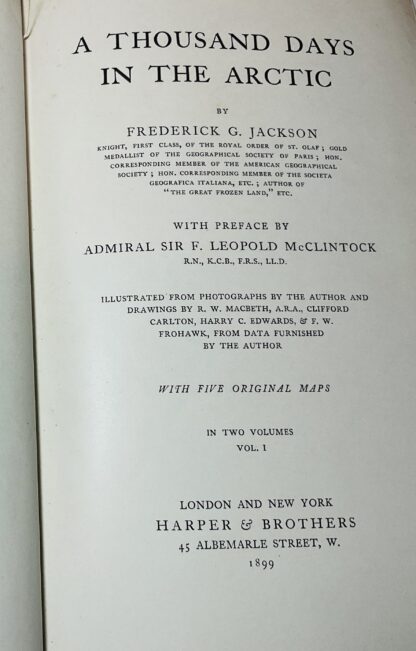 A THOUSAND DAYS
IN THE ARCTIC
BY
FREDERICK G. JACKSON
KNIGHT, FIRST CLASS, OF THE ROYAL ORDER OF ST. OLAF; GOLD
MEDALLIST OF THE GEOGRAPHICAL SOCIETY OF PARIS; HON.
CORRESPONDING MEMBER OF THE AMERICAN GEOGRAPHICAL
SOCIETY; HON. CORRESPONDING MEMBER OF THE SOCIETA
GEOGRAFICA ITALIANA, ETC.; AUTHOR OF
"THE GREAT FROZEN LAND," ETC.
WITH PREFACE BY
ADMIRAL SIR F. LEOPOLD McCLINTOCK
R.N., K.C.B., F.R.S., LL.D.
ILLUSTRATED FROM PHOTOGRAPHS BY THE AUTHOR AND
DRAWINGS BY R. W. MACBETH, A.R.A., CLIFFORD
CARLTON, HARRY C. EDWARDS, & F. W.
FROHAWK, FROM DATA FURNISHED
BY THE AUTHOR
WITH FIVE ORIGINAL MAPS
IN TWO VOLUMES
VOL. I
LONDON AND NEW YORK
HARPER & BROTHERS
45 ALBEMARLE STREET, W.
1899